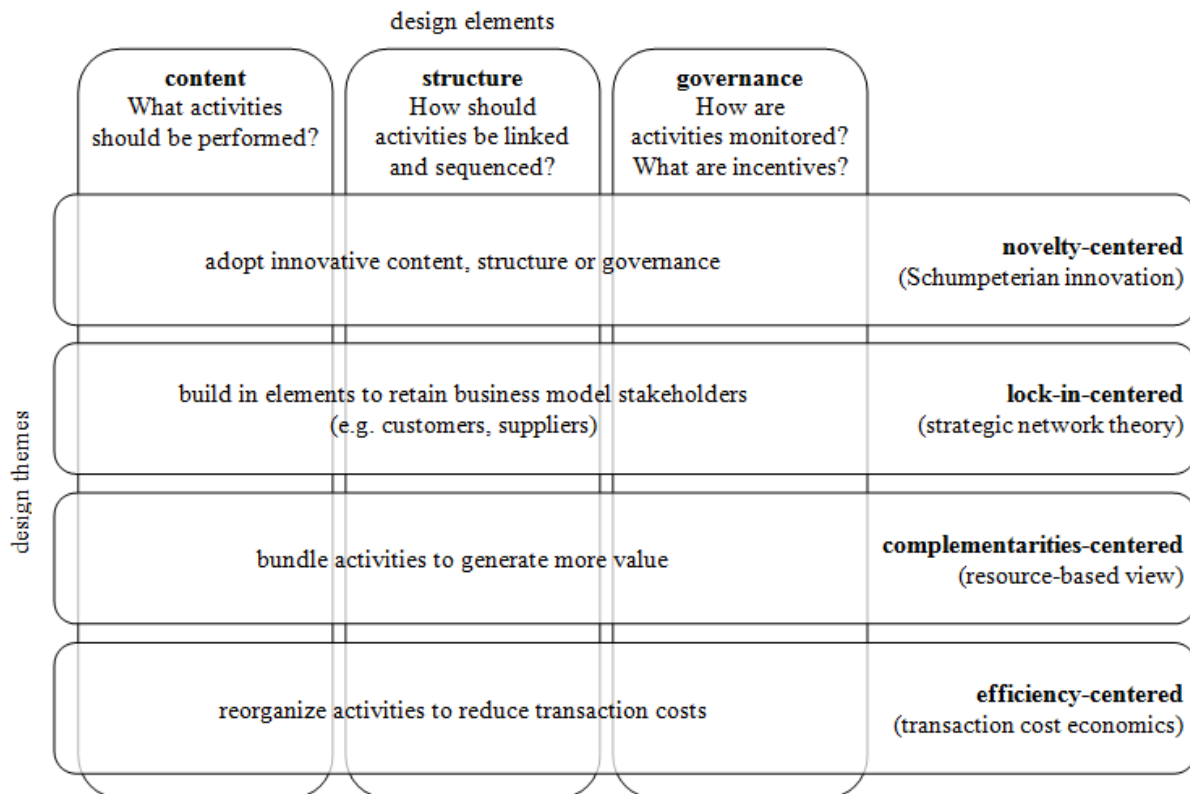 design elements
content
What activities
should be performed?
structure
How should
activities be linked
and sequenced?
governance
How are
activities monitored?
What are incentives?
design themes
adopt innovative content, structure or governance
novelty-centered
(Schumpeterian innovation)
build in elements to retain business model stakeholders
(e.g. customers, suppliers)
lock-in-centered
(strategic network theory)
bundle activities to generate more value
complementarities-centered
(resource-based view)
reorganize activities to reduce transaction costs
efficiency-centered
(transaction cost economics)